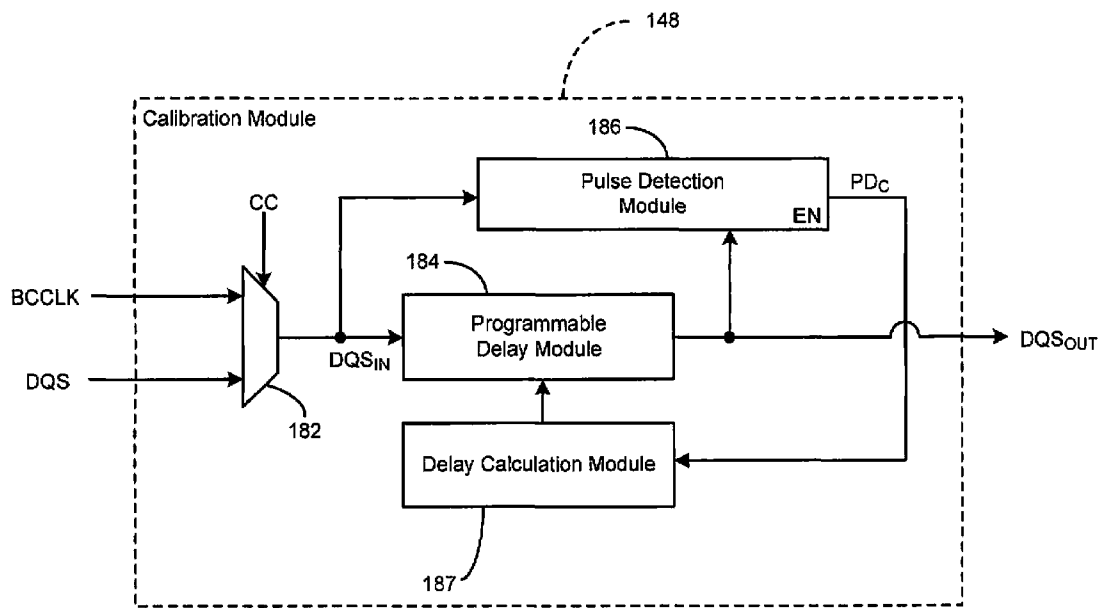 148
Calibration Module
186
Pulse Detection
Module
EN
PDC
CC
184
BCCLK
Programmable
Delay Module
DQSIN
DQSOUT
DQS
182
Delay Calculation Module
187